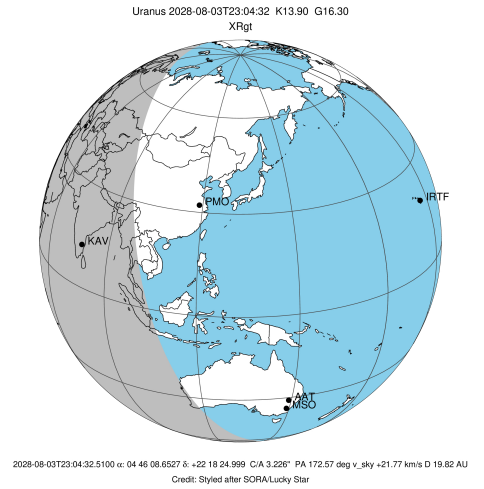 Uranus 2028-08-03T23:04:32 K13.90 G16.30
XRgt
IRTF
PMO
KAV
AAT
MSO
2028-08-03T23:04:32.5100 α: 04 46 08.6527 δ: +22 18 24.999 C/A 3.226" PA 172.57 deg v_sky +21.77 km/s D 19.82 AU
Credit: Styled after SORA/Lucky Star